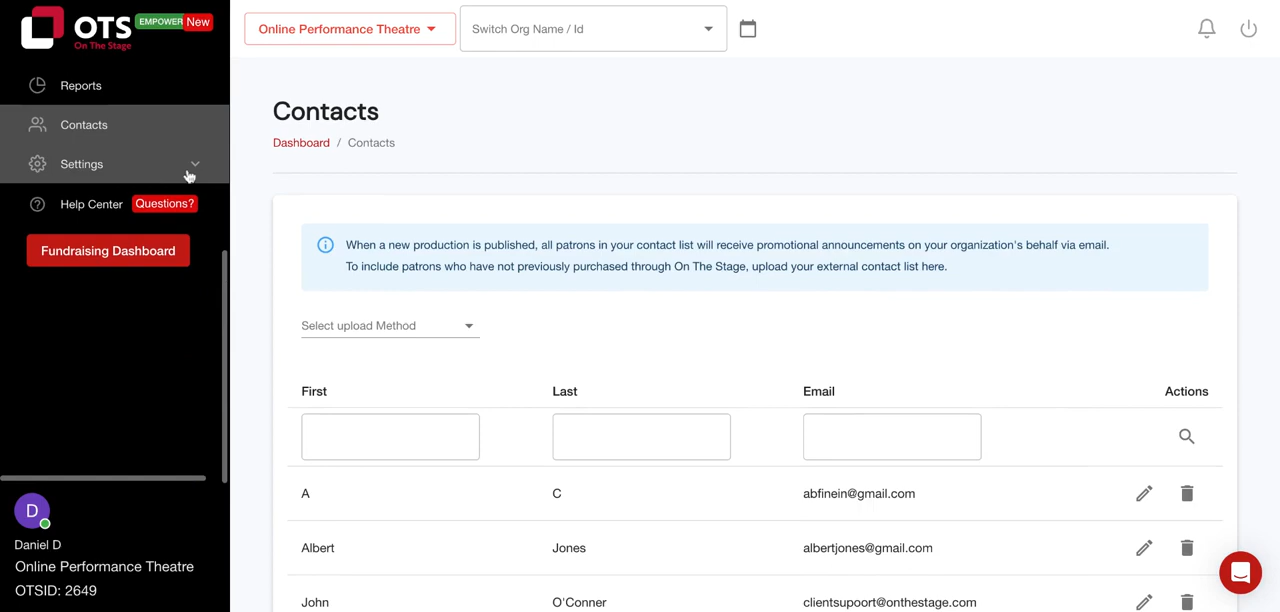 OTS
On The Stage
EMPOWER New
Online Performance Theatre
Switch Org Name / Id
Reports
Contacts
Settings
Help Center Questions?
Fundraising Dashboard
D
Daniel D
Online Performance Theatre
OTSID: 2649
Contacts
Dashboard / Contacts
When a new production is published, all patrons in your contact list will receive promotional announcements on your organization's behalf via email.
To include patrons who have not previously purchased through On The Stage, upload your external contact list here.
Select upload Method
First Last Email Actions
A C abfinein@gmail.com
Albert Jones albertjones@gmail.com
John O'Conner clientsupoort@onthestage.com